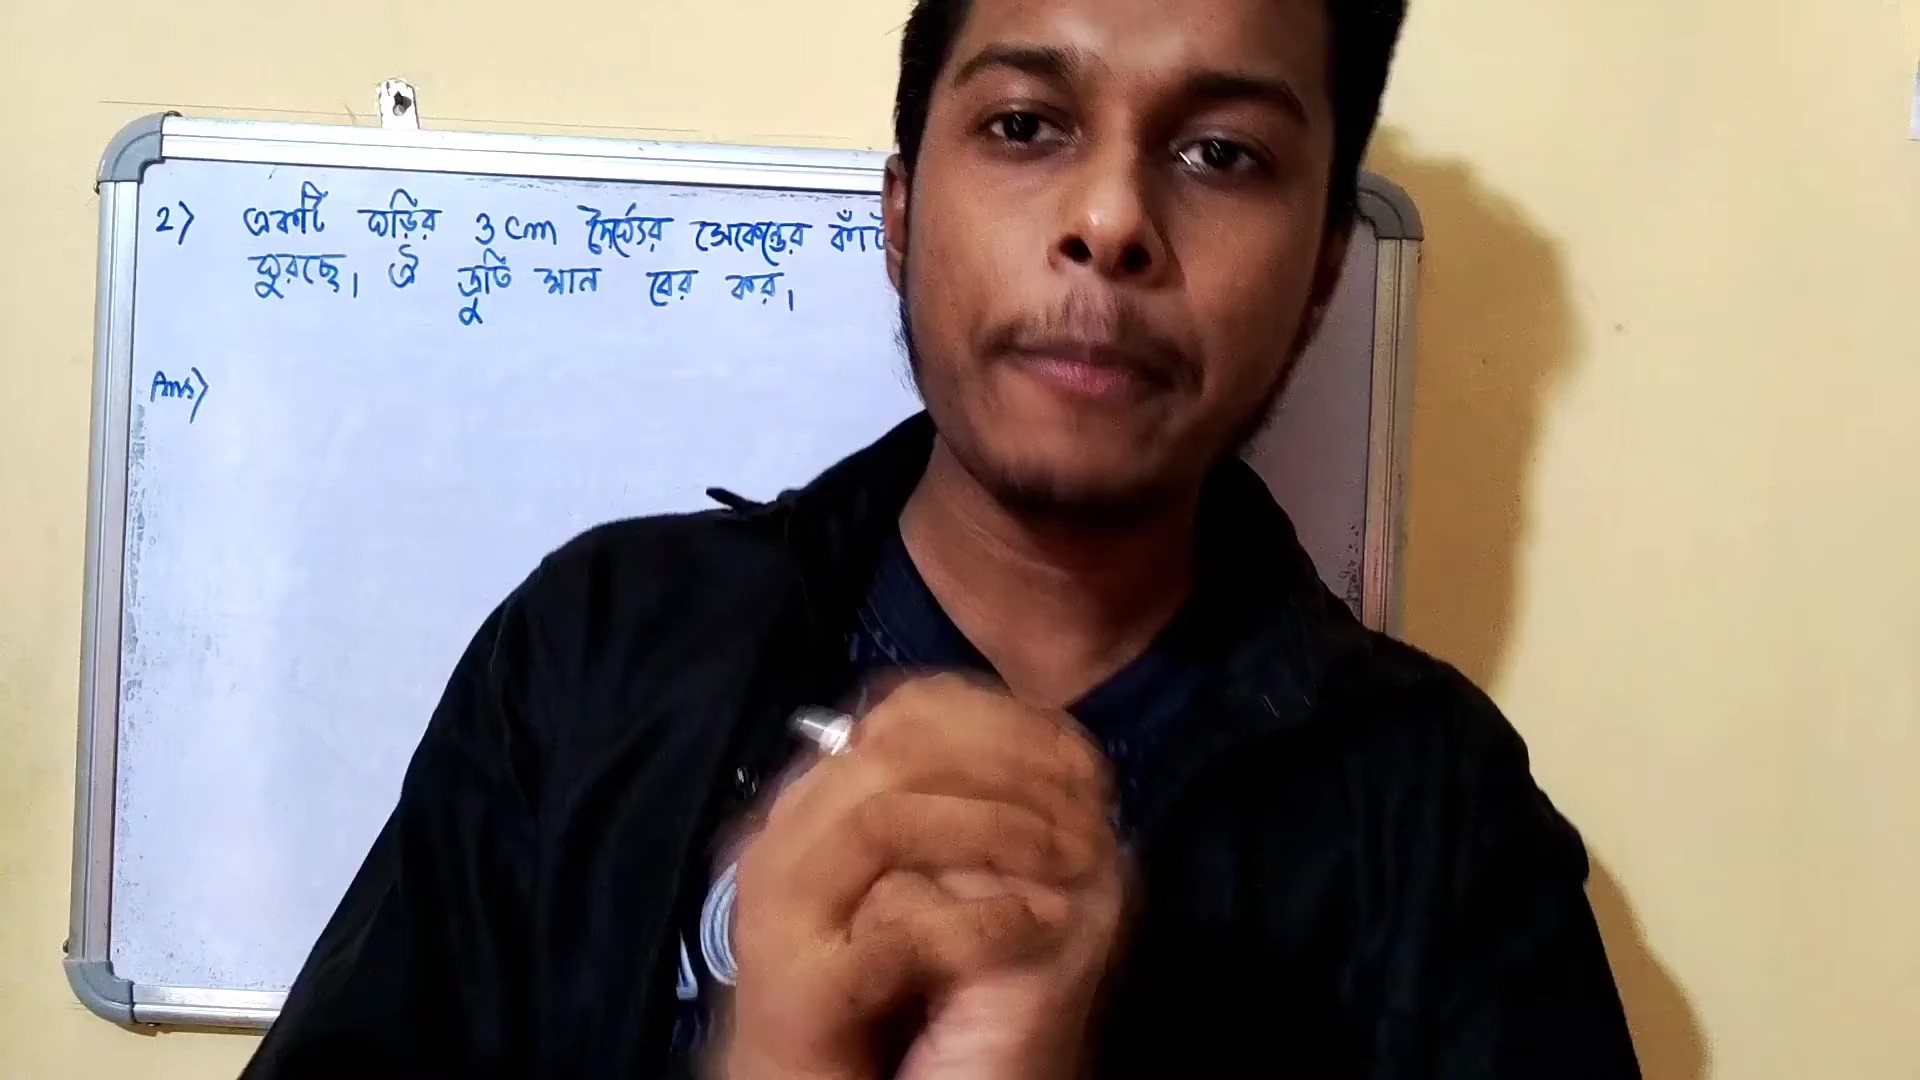 2) একটি ঘড়ির 3 cm দৈর্ঘ্যের সেকেন্ডের
ঘুরছে। ঐ মান বের কর।
Ans)